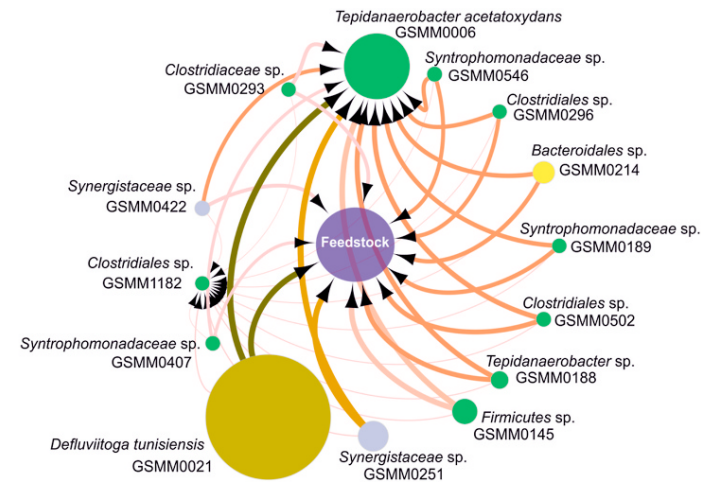 Tepidanaerobacter acetatoxydans
GSMM0006
Syntrophomonadaceae sp.
GSMM0546
Clostridiaceae sp.
GSMM0293
Clostridiales sp.
GSMM0296
Bacteroidales sp.
GSMM0214
Synergistaceae sp.
GSMM0422
Syntrophomonadaceae sp.
GSMM0189
Feedstock
Clostridiales sp.
GSMM1182
Clostridiales sp.
GSMM0502
Syntrophomonadaceae sp.
GSMM0407
Tepidanaerobacter sp.
GSMM0188
Firmicutes sp.
GSMM0145
Defluviitoga tunisiensis
GSMM0021
Synergistaceae sp.
GSMM0251